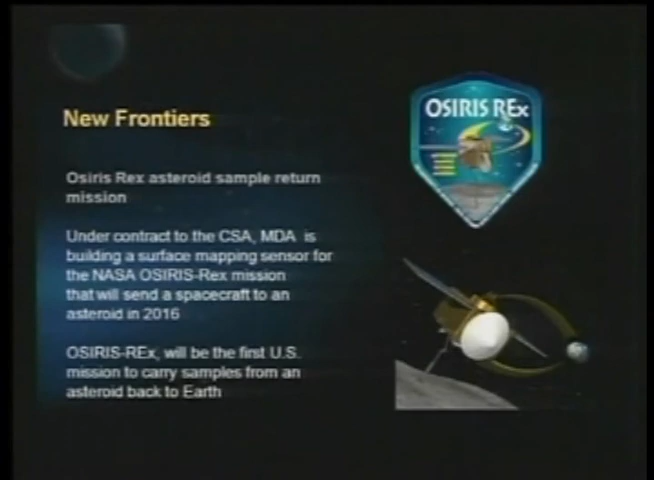 New Frontiers
OSIRIS REx
Osiris Rex asteroid sample return
mission
Under contract to the CSA, MDA is
building a surface mapping sensor for
the NASA OSIRIS-Rex mission
that will send a spacecraft to an
asteroid in 2016
OSIRIS-REx, will be the first U.S.
mission to carry samples from an
asteroid back to Earth